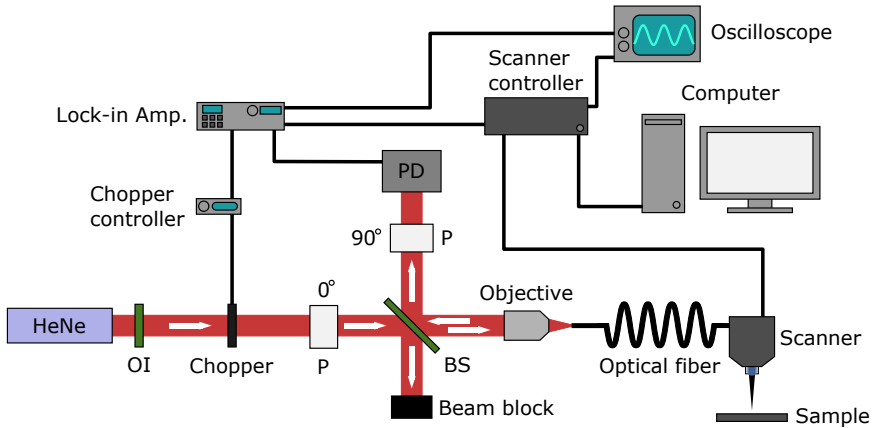 Oscilloscope
Scanner
controller
Computer
Lock-in Amp.
PD
Chopper
controller
90° P
0°
Objective
HeNe
Scanner
OI
Chopper
P
BS
Optical fiber
Beam block
Sample